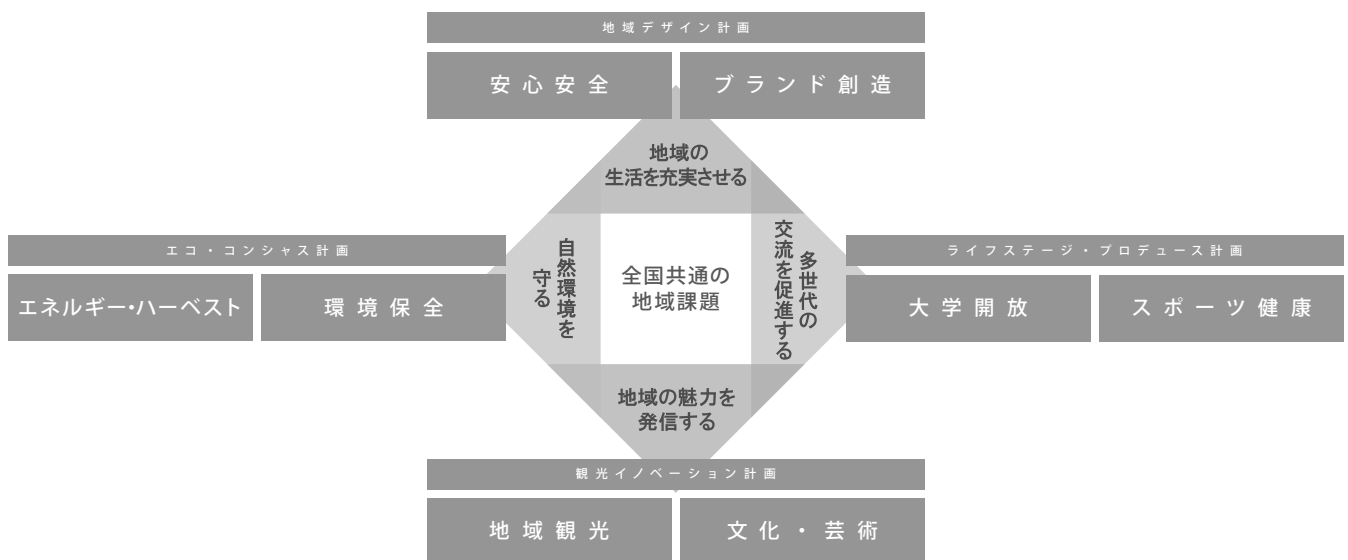 地域デザイン計画
安心安全
ブランド創造
地域の
生活を充実させる
エコ・コンシャス計画
エネルギー・ハーベスト
環境保全
自然環境を
守る
全国共通の
地域課題
多世代の
交流を促進する
ライフステージ・プロデュース計画
大学開放
スポーツ健康
地域の魅力を
発信する
観光イノベーション計画
地域観光
文化・芸術